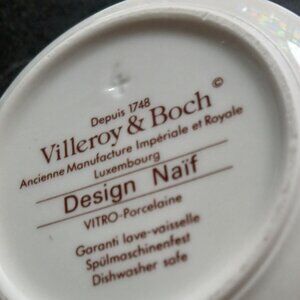 Depuis 1748
Villeroy & Boch©
Ancienne Manufacture Impériale et Royale
Luxembourg
Design Naïf
VITRO-Porcelaine
Garanti lave-vaisselle
Spülmaschinenfest
Dishwasher safe